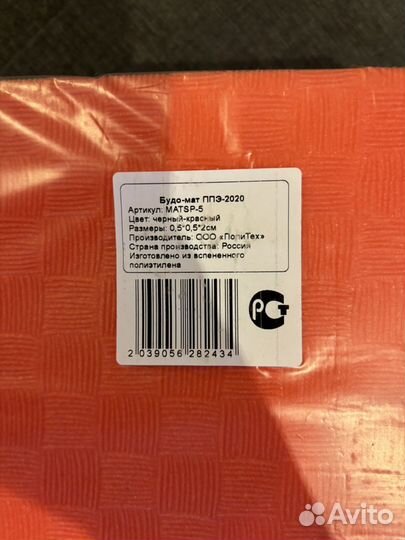 Будо-мат ППЭ-2020
Артикул: MATSP-5
Цвет: черный-красный
Размеры: 0,5*0,5*2см
Производитель: ООО «ПолиТех»
Страна производства: Россия
Изготовлено из вспененного
полиэтилена
РСТ
2 039056 282434
Avito